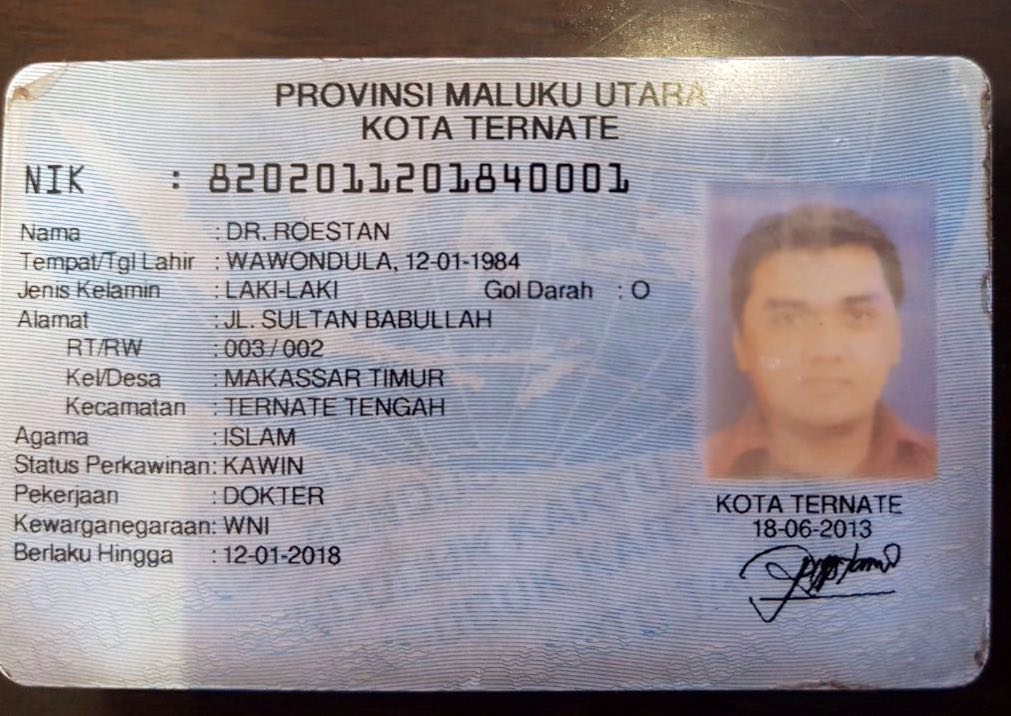 PROVINSI MALUKU UTARA
KOTA TERNATE
NIK : 8202011201840001
Nama : DR. ROESTAN
Tempat/Tgl Lahir : WAWONDULA, 12-01-1984
Jenis Kelamin : LAKI-LAKI Gol Darah : O
Alamat : JL. SULTAN BABULLAH
RT/RW : 003 / 002
Kel/Desa : MAKASSAR TIMUR
Kecamatan : TERNATE TENGAH
Agama : ISLAM
Status Perkawinan: KAWIN
Pekerjaan : DOKTER
Kewarganegaraan: WNI
Berlaku Hingga : 12-01-2018
KOTA TERNATE
18-06-2013